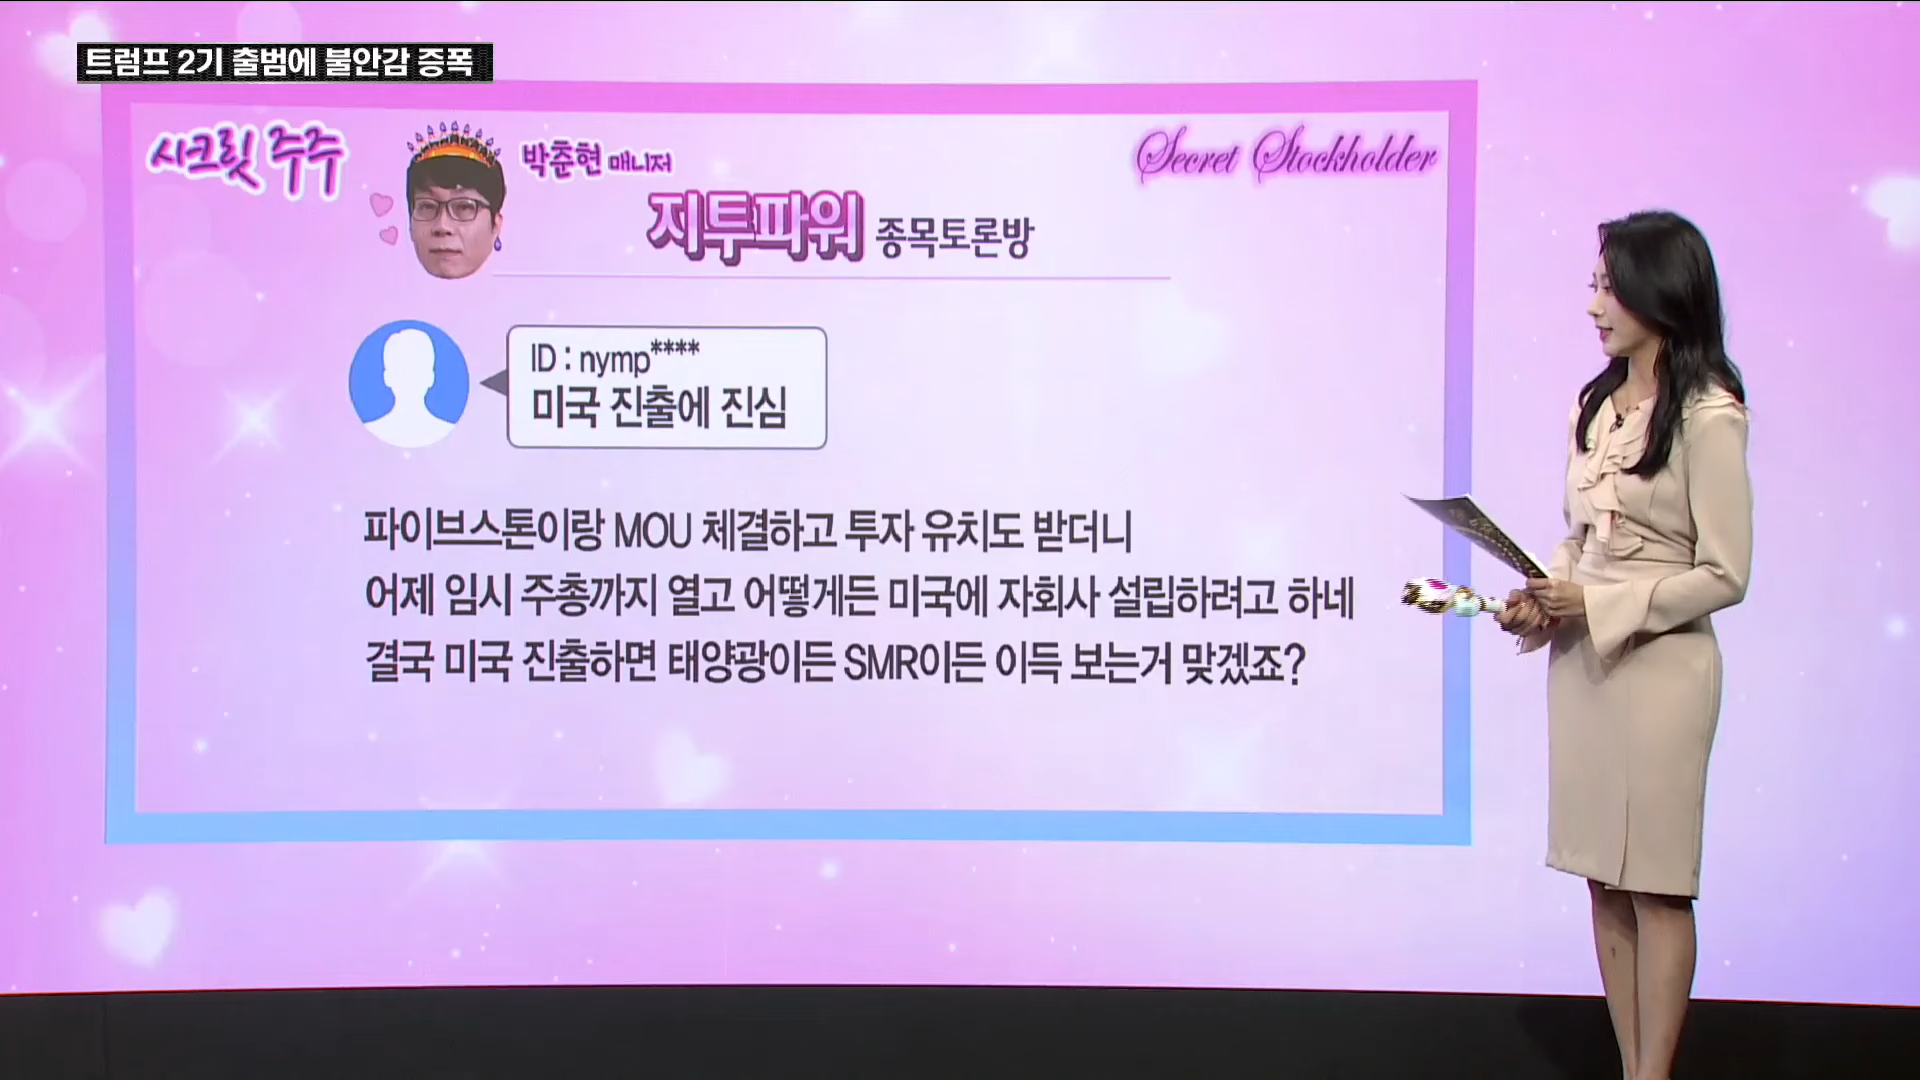 트럼프 2기 출범에 불안감 증폭
시크릿 주주
박춘현 매니저
Secret Stockholder
지투파워 종목토론방
ID : nymp****
미국 진출에 진심
파이브스톤이랑 MOU 체결하고 투자 유치도 받더니
어제 임시 주총까지 열고 어떻게든 미국에 자회사 설립하려고 하네
결국 미국 진출하면 태양광이든 SMR이든 이득 보는거 맞겠죠?